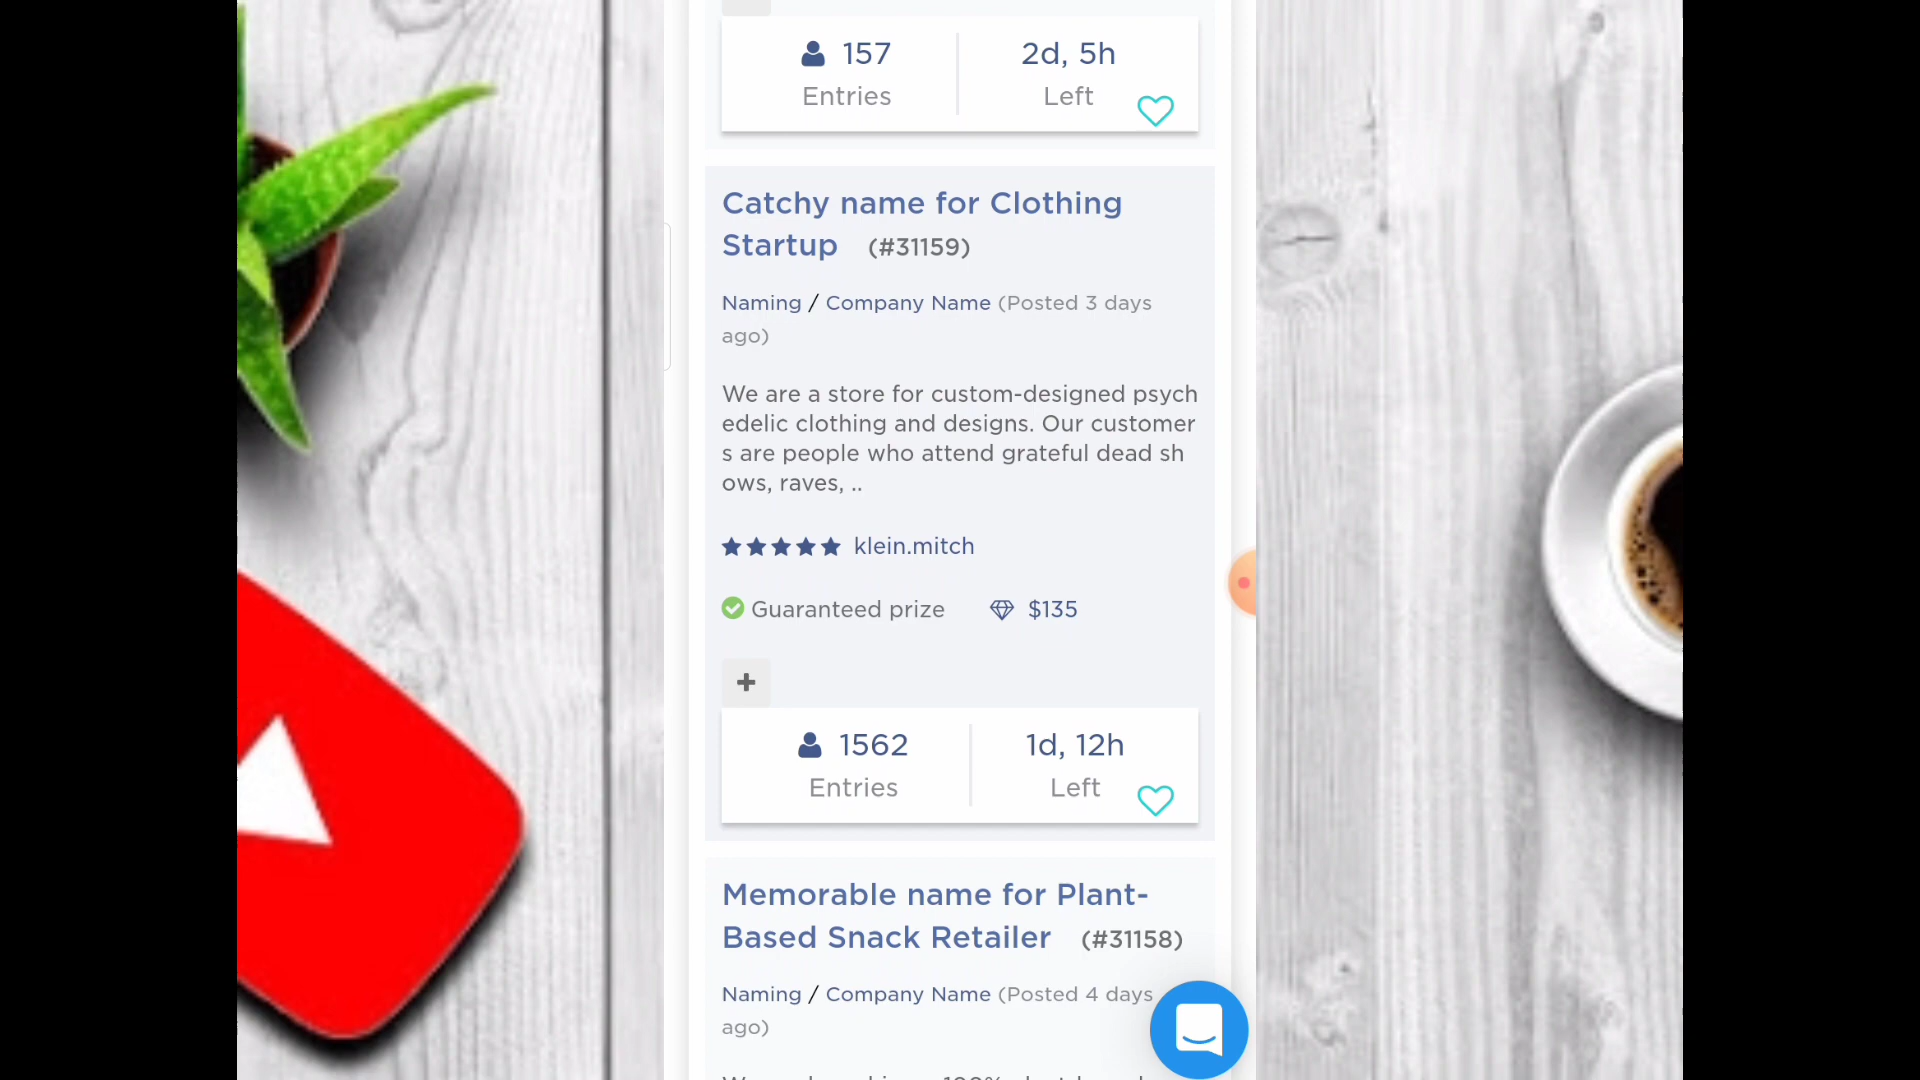 157
2d, 5h
Entries
Left
Catchy name for Clothing
Startup (#31159)
Naming / Company Name (Posted 3 days
ago)
We are a store for custom-designed psych
edelic clothing and designs. Our customer
s are people who attend grateful dead sh
ows, raves, ..
klein.mitch
Guaranteed prize $135
+
1562
1d, 12h
Entries
Left
Memorable name for Plant-
Based Snack Retailer (#31158)
Naming / Company Name (Posted 4 days
ago)